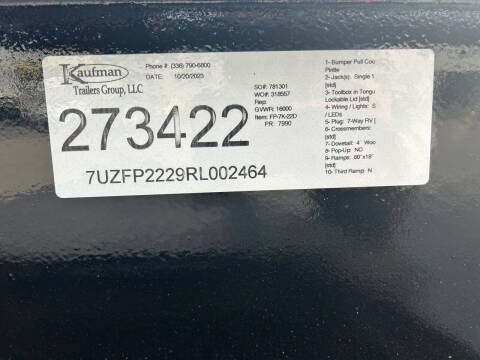 Kaufman
Trailers Group, LLC
Phone #: (336) 790-6800
DATE: 10/20/2023
SO#: 781301
WO#: 318557
Rep:
GVWR: 16000
Item: FP-7K-22D
PR: 7990
273422
7UZFP2229RL002464
1- Bumper Pull Cou
Pintle
2- Jack(s): Single 1
[std]
3- Toolbox in Tongu
Lockable Lid [std]
4- Wiring / Lights: S
/ LEDs
5- Plug: 7-Way RV [
6- Crossmembers:
[std]
7- Dovetail: 4` Woo
8- Pop-Up: NO
9- Ramps: 60"x18"
[std]
10- Third Ramp: N